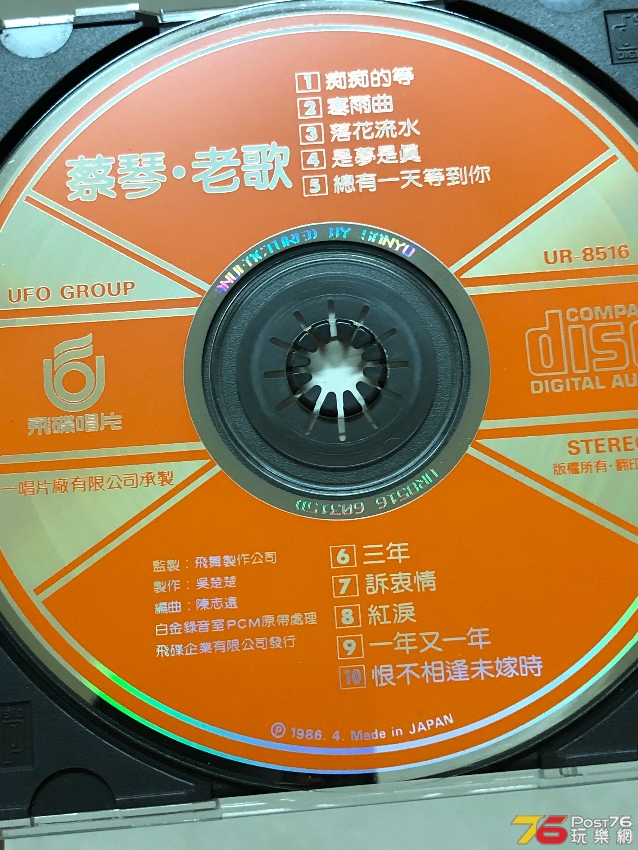 1 痴痴的等
2 寒雨曲
3 落花流水
4 是夢是眞
5 總有一天等到你
蔡琴·老歌
UFO GROUP
UR-8516
飛碟唱片
COMPA
disc
DIGITAL AU
STEREO
版權所有·翻印
一唱片廠有限公司承製
UR8516
監製：飛舞製作公司
製作：吳楚楚
編曲：陳志遠
白金錄音室PCM原帶處理
飛碟企業有限公司發行
6 三年
7 訴衷情
8 紅淚
9 一年又一年
10 恨不相逢未嫁時
Ⓟ 1986. 4. Made in JAPAN
76 Post76
玩樂網